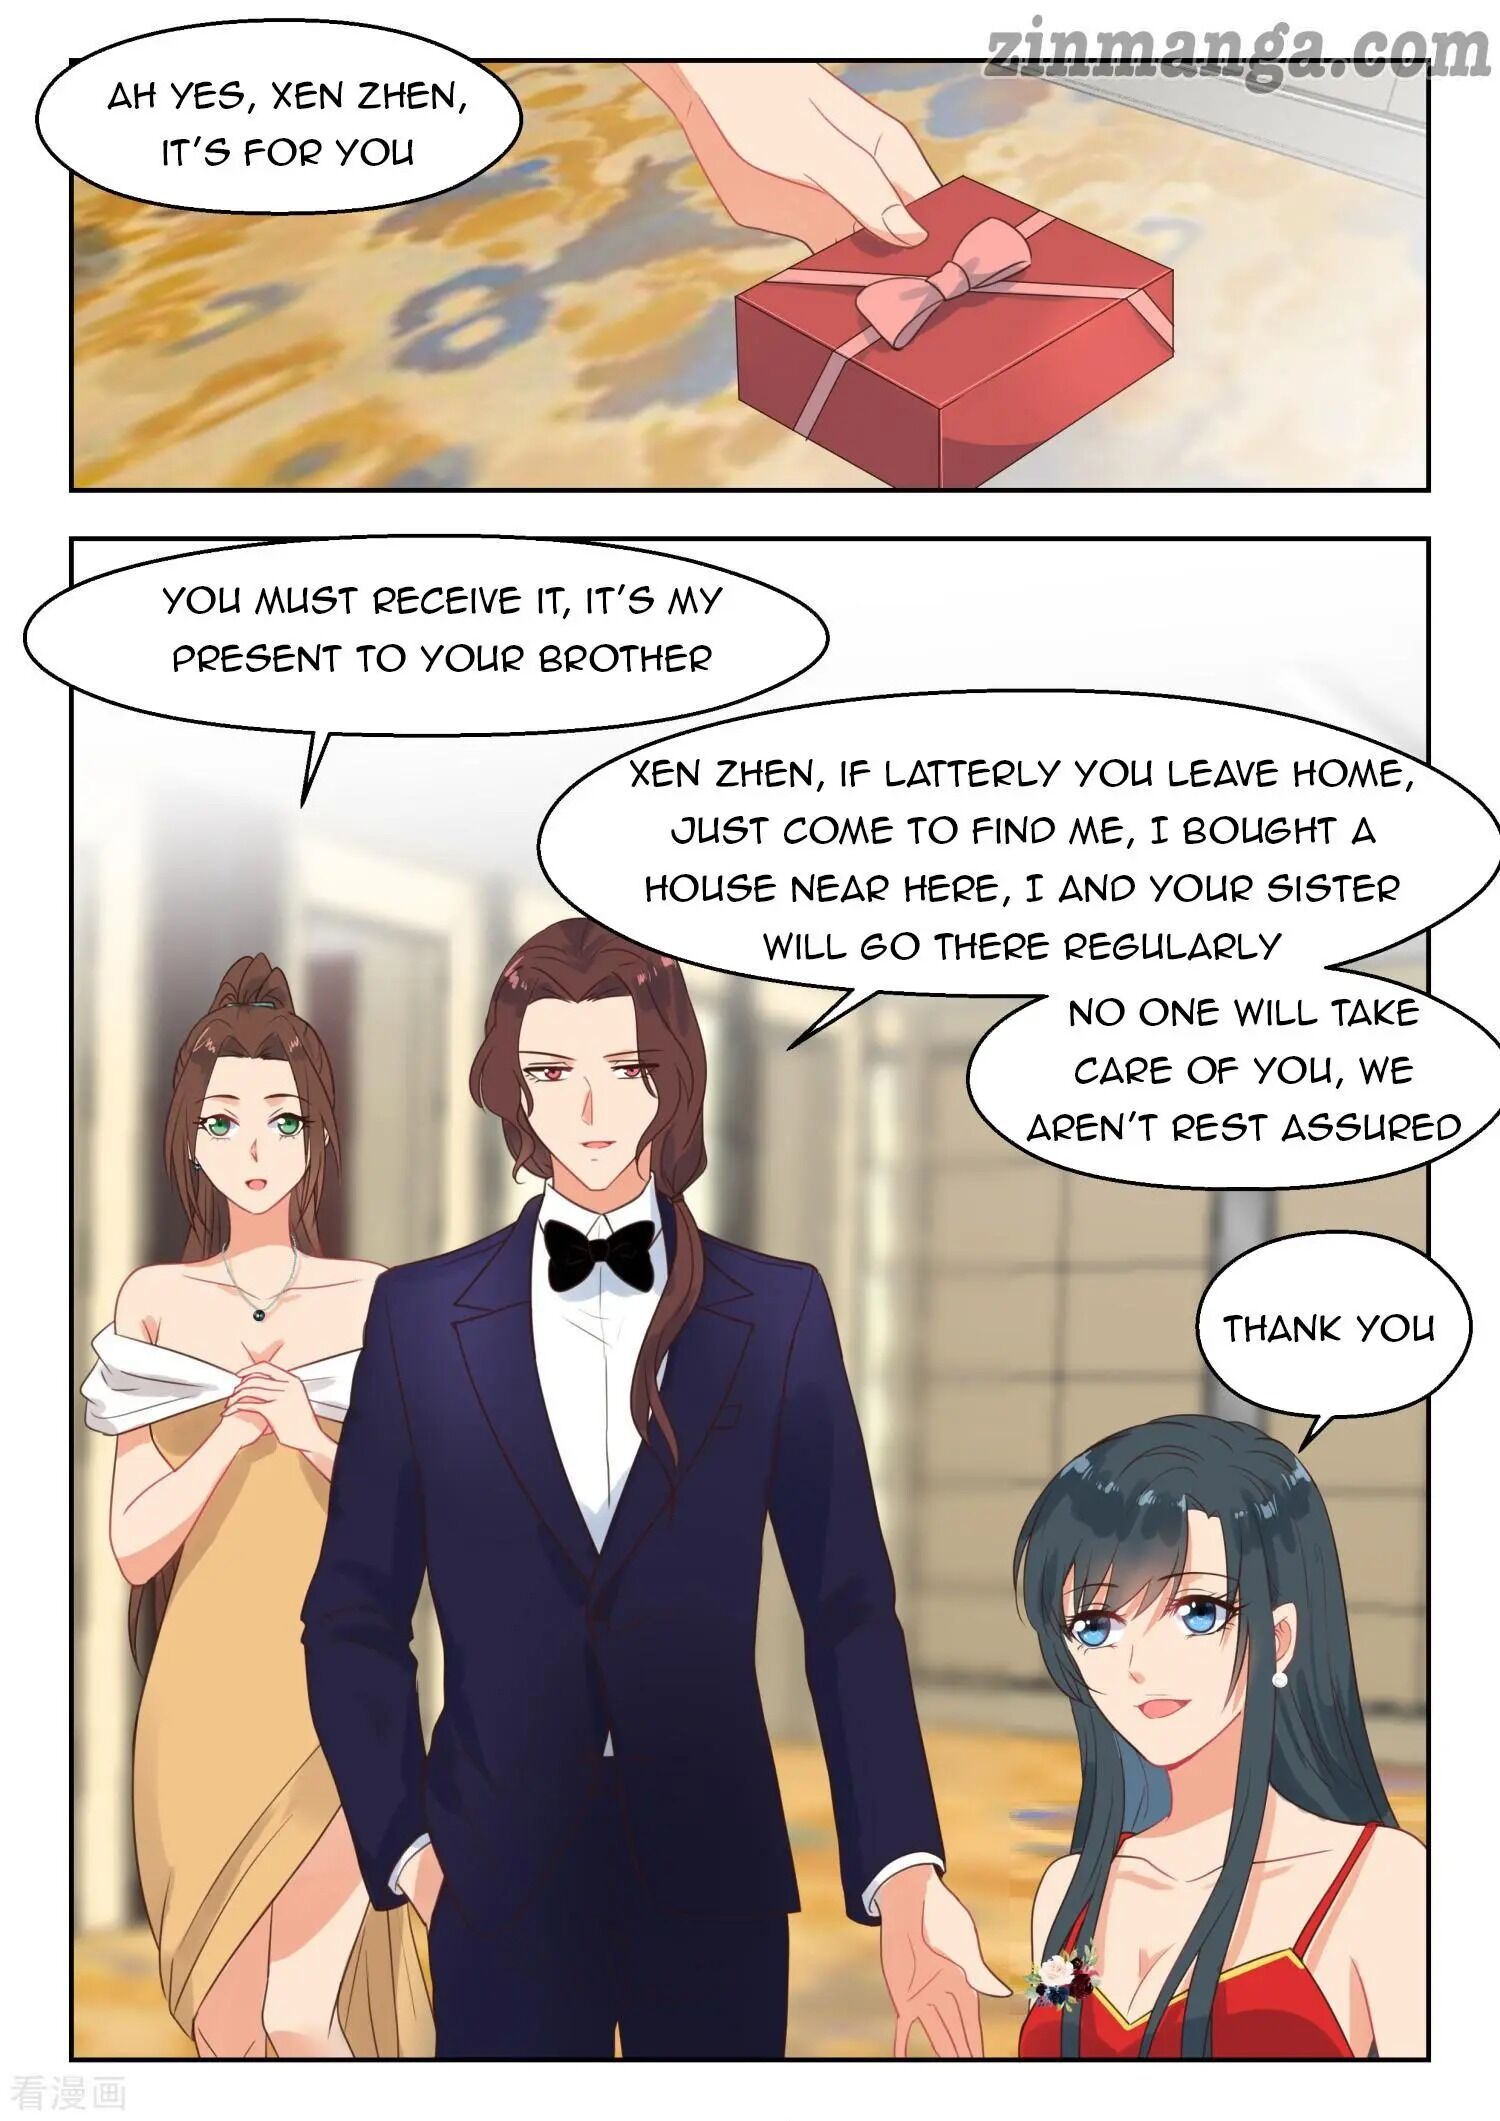 zinmanga.com
AH YES, XEN ZHEN,
IT'S FOR YOU
YOU MUST RECEIVE IT, IT'S MY
PRESENT TO YOUR BROTHER
XEN ZHEN, IF LATTERLY YOU LEAVE HOME,
JUST COME TO FIND ME, I BOUGHT A
HOUSE NEAR HERE, I AND YOUR SISTER
WILL GO THERE REGULARLY
NO ONE WILL TAKE
CARE OF YOU, WE
AREN'T REST ASSURED
THANK YOU
看漫画